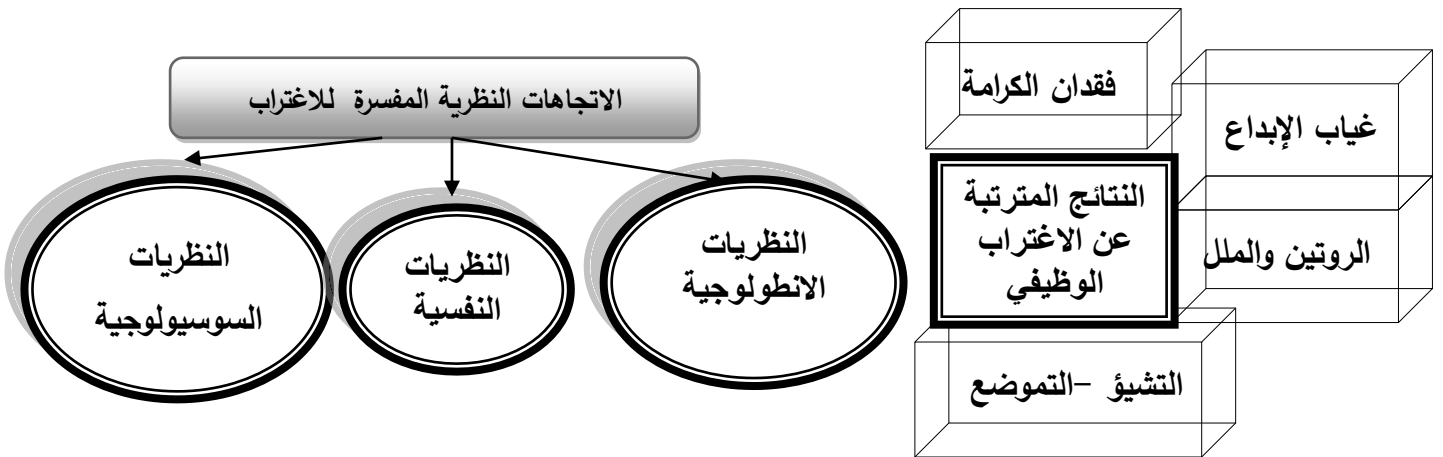 فقدان الكرامة
غياب الإبداع
النتائج المترتبة
عن الاغتراب
الوظيفي
الروتين والملل
التشيؤ –التموضع
الاتجاهات النظرية المفسرة للاغتراب
النظريات
الانطولوجية
النظريات
النفسية
النظريات
السوسيولوجية